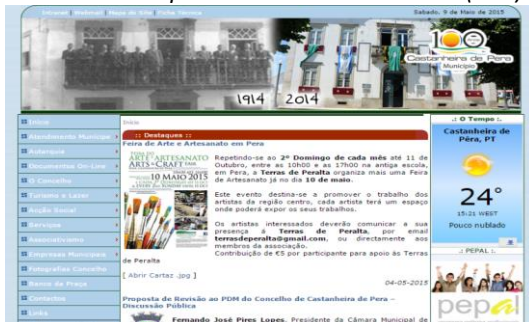 Intranet | Webmail | Mapa do Site | Ficha Técnica
Sabado, 9 de Maio de 2015
100
Castanheira de Pera
Município
1914 2014
Início
Atendimento Munícipe
Autarquia
Documentos On-Line
O Concelho
Turismo e Lazer
Acção Social
Serviços
Associativismo
Empresas Municipais
Fotografias Concelho
Banco da Praça
Contactos
Links
Início
:: Destaques ::
Feira de Arte e Artesanato em Pera
ARTE E ARTESANATO
ARTS & CRAFT FAIR
10 MAIO 2015
Repetindo-se ao 2º Domingo de cada mês até 11 de
Outubro, entre as 10h00 e as 17h00 na antiga escola,
em Pera, a Terras de Peralta organiza mais uma Feira
de Artesanato já no dia 10 de maio.
Este evento destina-se a promover o trabalho dos
artistas da região centro, cada artista terá um espaço
onde poderá expor os seus trabalhos.
Os artistas interessados deverão comunicar a sua
presença à Terras de Peralta, por email
terrasdeperalta@gmail.com, ou directamente aos
membros da associação.
Contribuição de €5 por participante para apoio às Terras
de Peralta
[ Abrir Cartaz .jpg ]
04-05-2015
Proposta de Revisão ao PDM do Concelho de Castanheira de Pera –
Discussão Pública
Fernando José Pires Lopes, Presidente da Câmara Municipal de
.: O Tempo :.
Castanheira de
Pêra, PT
24°
15:21 WEST
Pouco nublado
.: PEPAL :.
pepal